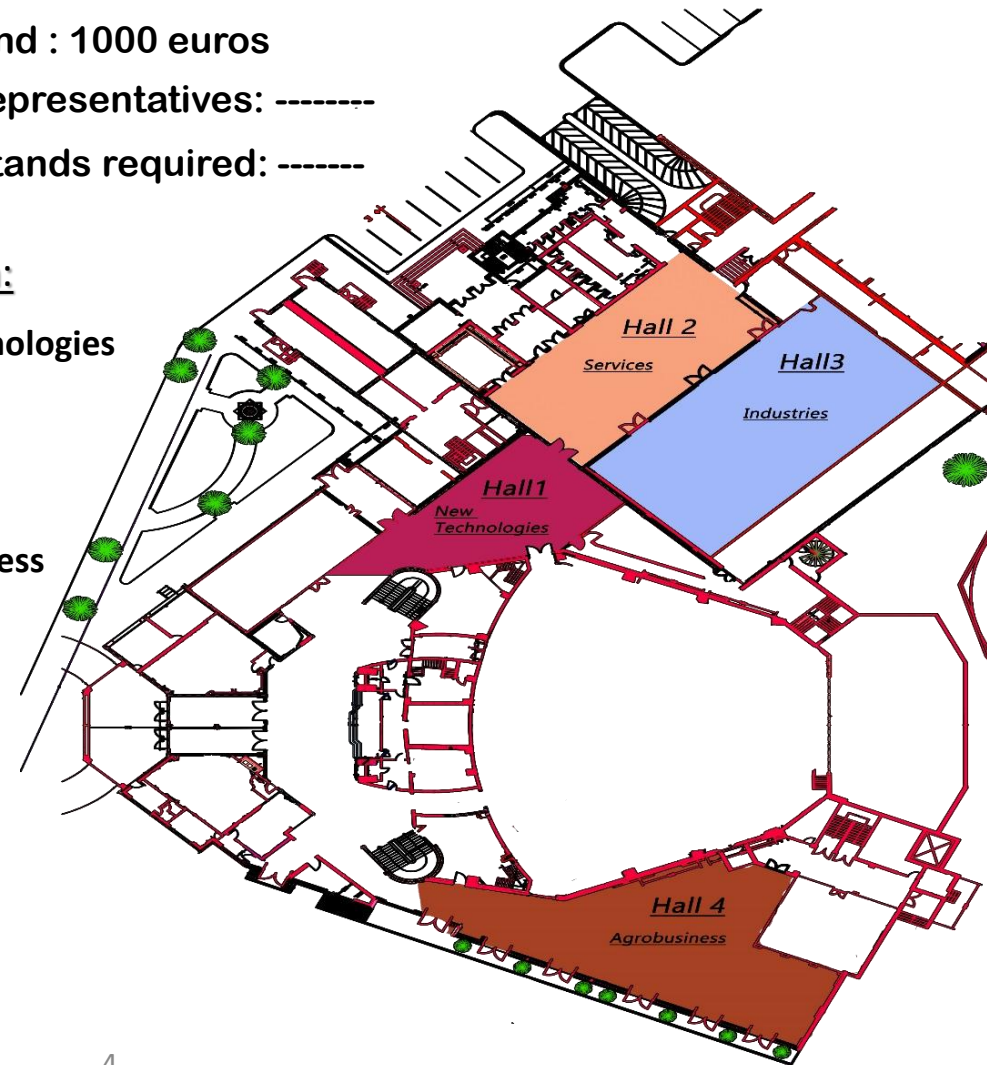 nd : 1000 euros
epresentatives: --------
tands required: -------
n:
nologies
ess
Hall 2
Services
Hall3
Industries
Hall1
New
Technologies
Hall 4
Agrobusiness
4